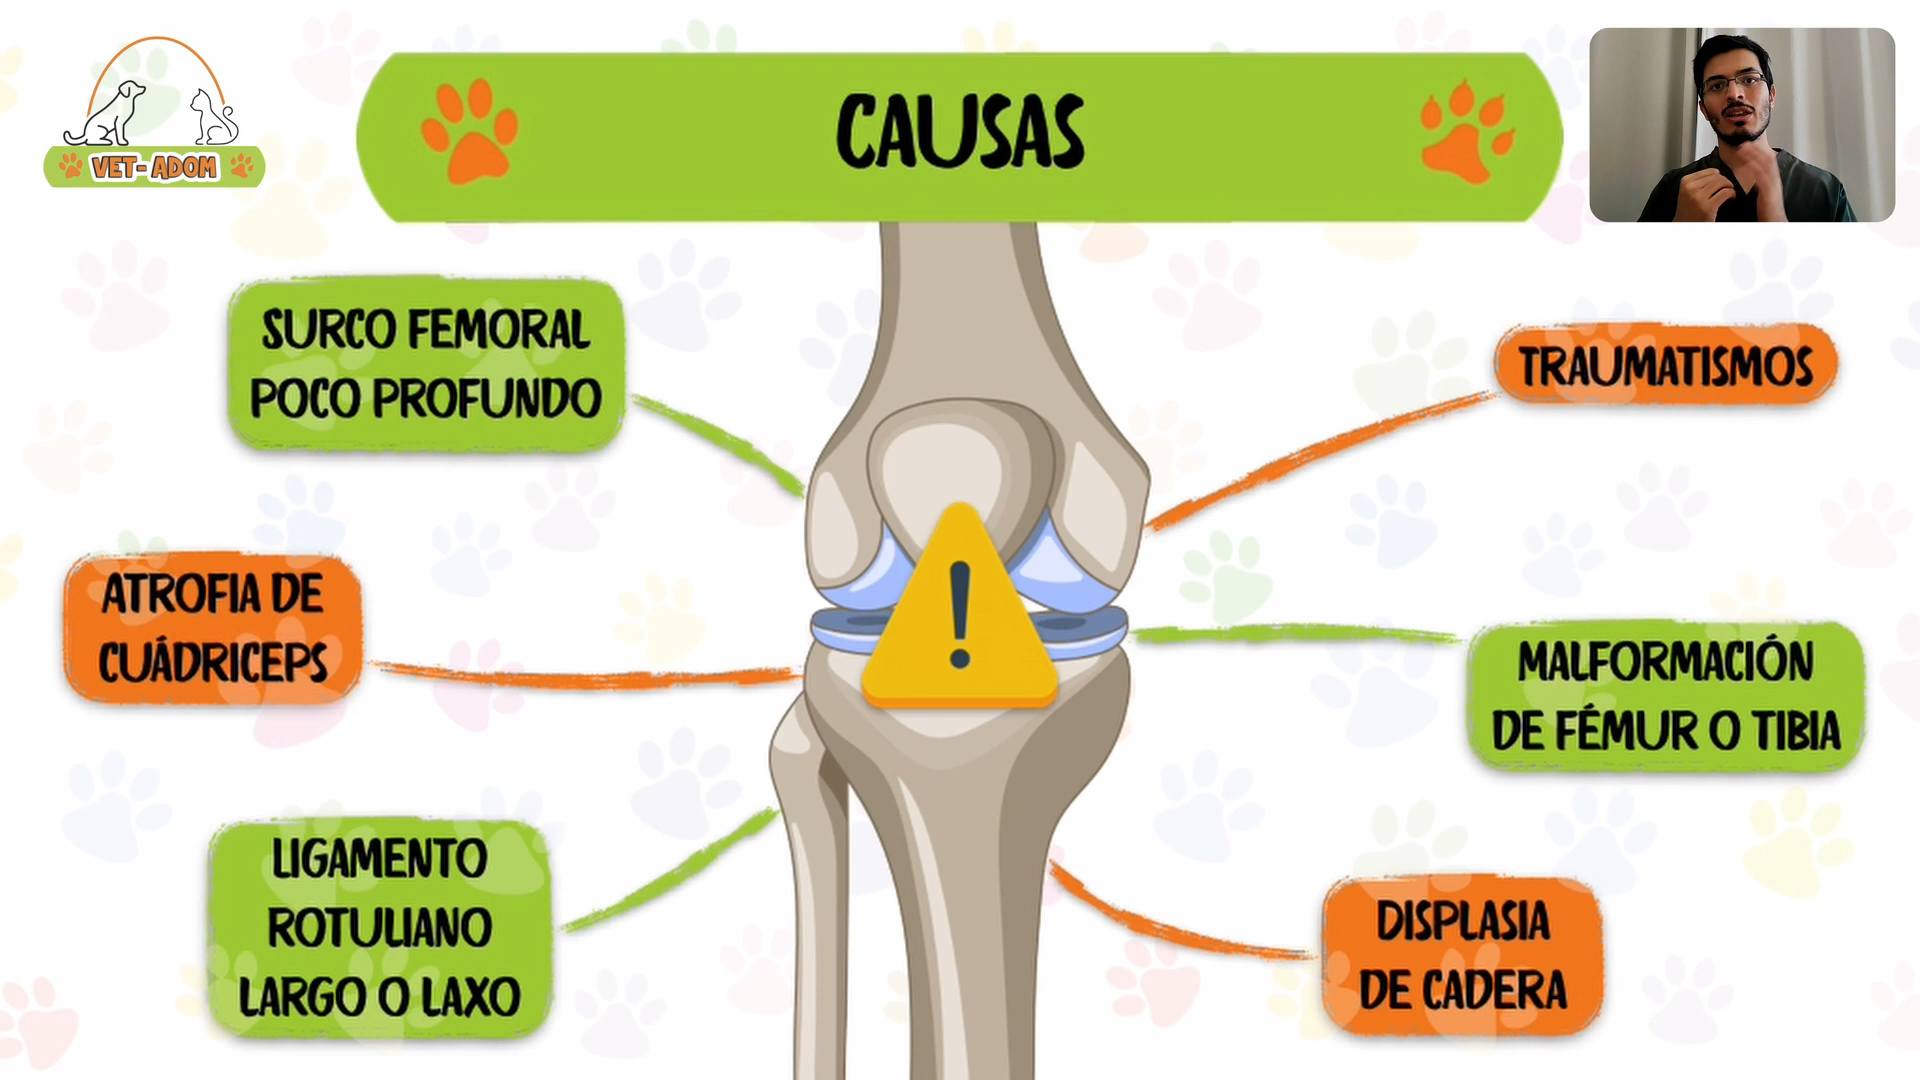 VET- ADOM
CAUSAS
SURCO FEMORAL
POCO PROFUNDO
TRAUMATISMOS
ATROFIA DE
CUÁDRICEPS
MALFORMACIÓN
DE FÉMUR O TIBIA
LIGAMENTO
ROTULIANO
LARGO O LAXO
DISPLASIA
DE CADERA